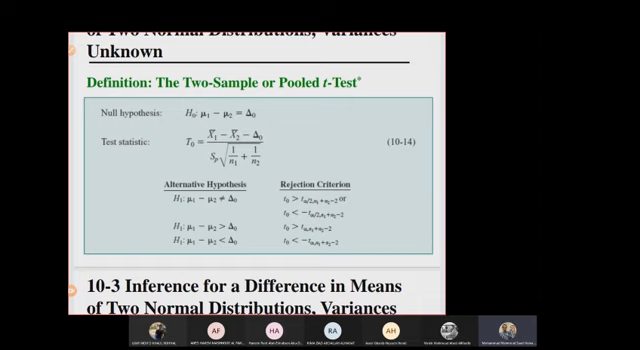 of Two Normal Distributions, Variances
Unknown
Definition: The Two-Sample or Pooled t-Test*
Null hypothesis: H₀: μ₁ − μ₂ = Δ₀
Test statistic: T₀ = (X̄₁ − X̄₂ − Δ₀) / (Sₚ √(1/n₁ + 1/n₂)) (10-14)
Alternative Hypothesis Rejection Criterion
H₁: μ₁ − μ₂ ≠ Δ₀ t₀ > t_{α/2,n₁+n₂−2} or
t₀ < −t_{α/2,n₁+n₂−2}
H₁: μ₁ − μ₂ > Δ₀ t₀ > t_{α,n₁+n₂−2}
H₁: μ₁ − μ₂ < Δ₀ t₀ < −t_{α,n₁+n₂−2}
10-3 Inference for a Difference in Means
of Two Normal Distributions, Variances
AF HA RA AH